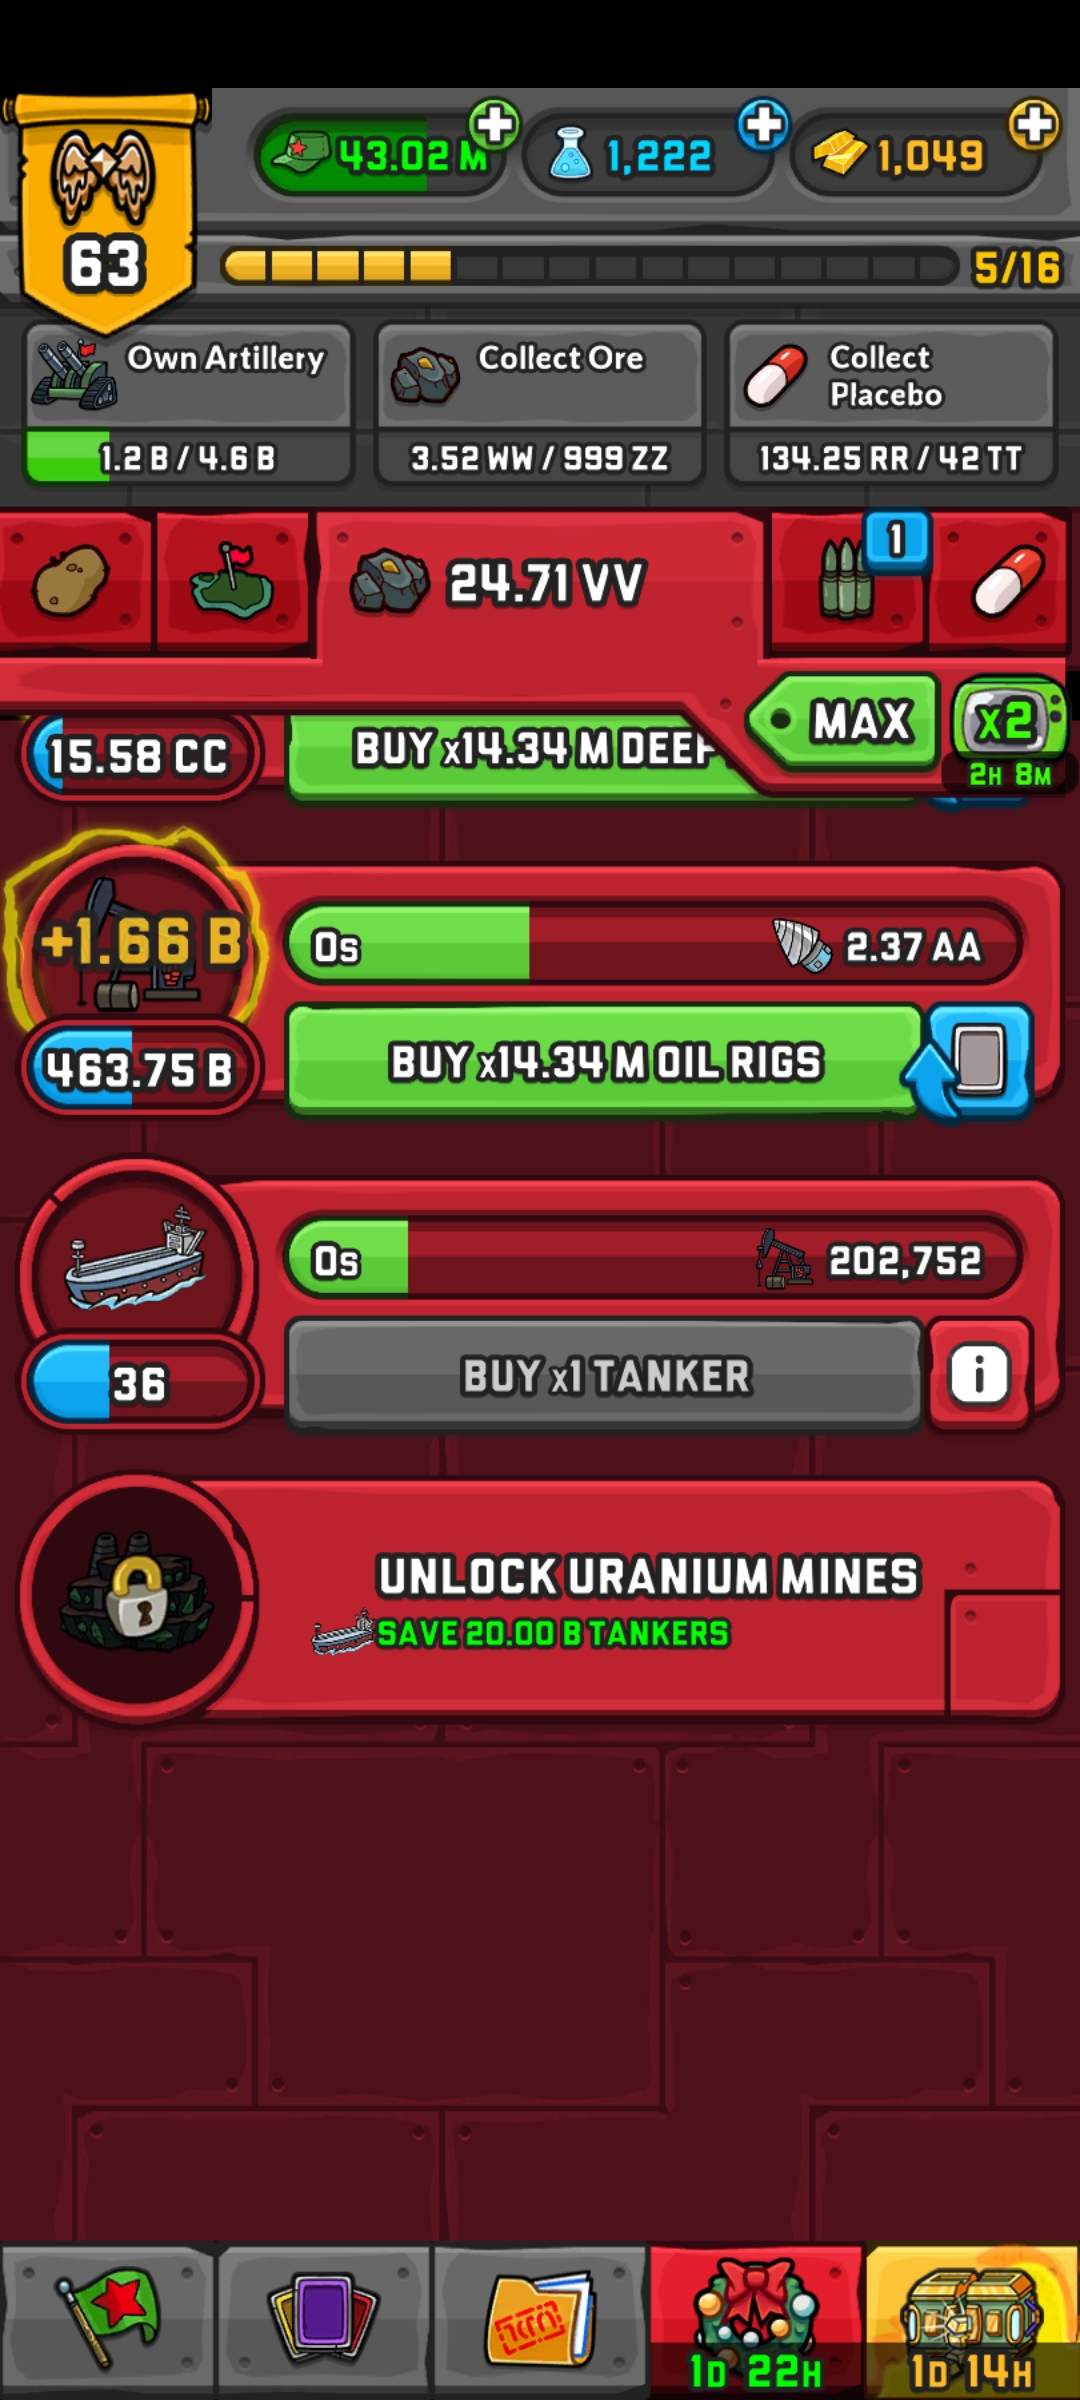 43.02 M
1,222
1,049
63
5/16
Own Artillery
1.2 B / 4.6 B
Collect Ore
3.52 WW / 999 ZZ
Collect
Placebo
134.25 RR / 42 TT
24.71 VV
1
MAX
x2
2H 8M
15.58 CC
BUY x14.34 M DEEP
+1.66 B
0s
2.37 AA
463.75 B
BUY x14.34 M OIL RIGS
0s
202,752
36
BUY x1 TANKER
i
UNLOCK URANIUM MINES
SAVE 20.00 B TANKERS
1D 22H
1D 14H